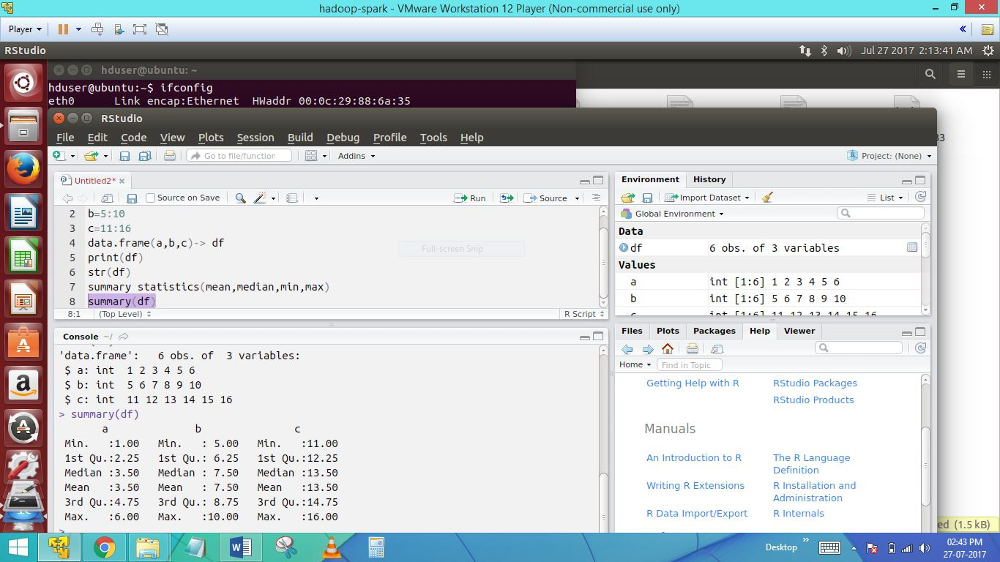 hadoop-spark - VMware Workstation 12 Player (Non-commercial use only)
Player
RStudio
Jul 27 2017 2:13:41 AM
hduser@ubuntu: ~
hduser@ubuntu:~$ ifconfig
eth0 Link encap:Ethernet HWaddr 00:0c:29:88:6a:35
RStudio
File Edit Code View Plots Session Build Debug Profile Tools Help
Go to file/function Addins
Project: (None)
Untitled2*
Source on Save Run Source
2 b=5:10
3 c=11:16
4 data.frame(a,b,c)-> df
5 print(df)
6 str(df)
7 summary statistics(mean,median,min,max)
8 summary(df)
Full-screen Snip
8:1 (Top Level) R Script
Console ~/
'data.frame': 6 obs. of 3 variables:
$ a: int 1 2 3 4 5 6
$ b: int 5 6 7 8 9 10
$ c: int 11 12 13 14 15 16
> summary(df)
a b c
Min. :1.00 Min. : 5.00 Min. :11.00
1st Qu.:2.25 1st Qu.: 6.25 1st Qu.:12.25
Median :3.50 Median : 7.50 Median :13.50
Mean :3.50 Mean : 7.50 Mean :13.50
3rd Qu.:4.75 3rd Qu.: 8.75 3rd Qu.:14.75
Max. :6.00 Max. :10.00 Max. :16.00
>
Environment History
Import Dataset List
Global Environment
Data
df 6 obs. of 3 variables
Values
a int [1:6] 1 2 3 4 5 6
b int [1:6] 5 6 7 8 9 10
c int [1:6] 11 12 13 14 15 16
Files Plots Packages Help Viewer
Home Find in Topic
Getting Help with R RStudio Packages
RStudio Products
Manuals
An Introduction to R The R Language
Definition
Writing R Extensions R Installation and
Administration
R Data Import/Export R Internals
(1.5 kB)
Desktop
02:43 PM
27-07-2017